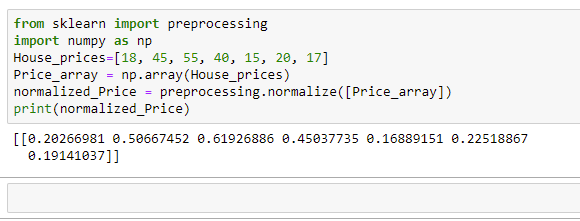 from sklearn import preprocessing
import numpy as np
House_prices=[18, 45, 55, 40, 15, 20, 17]
Price_array = np.array(House_prices)
normalized_Price = preprocessing.normalize([Price_array])
print(normalized_Price)
[[0.20266981 0.50667452 0.61926886 0.45037735 0.16889151 0.22518867
0.19141037]]